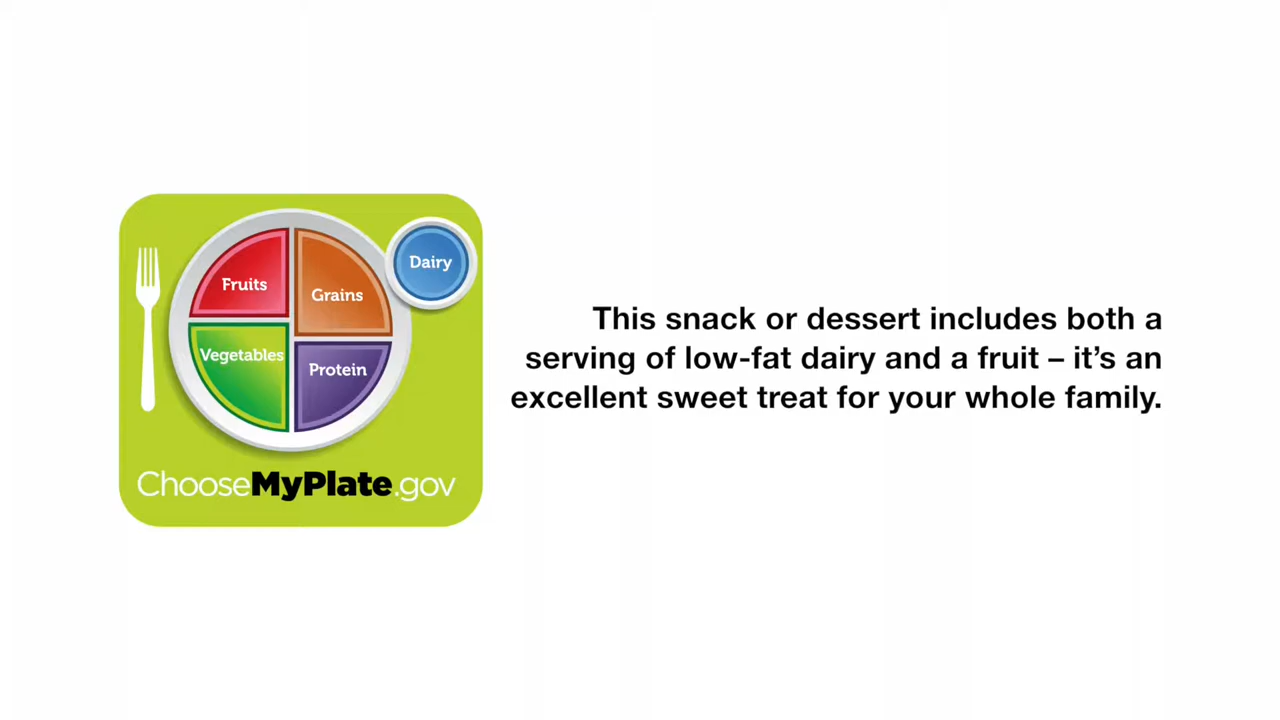 Fruits
Grains
Dairy
Vegetables
Protein
ChooseMyPlate.gov
This snack or dessert includes both a
serving of low-fat dairy and a fruit – it’s an
excellent sweet treat for your whole family.